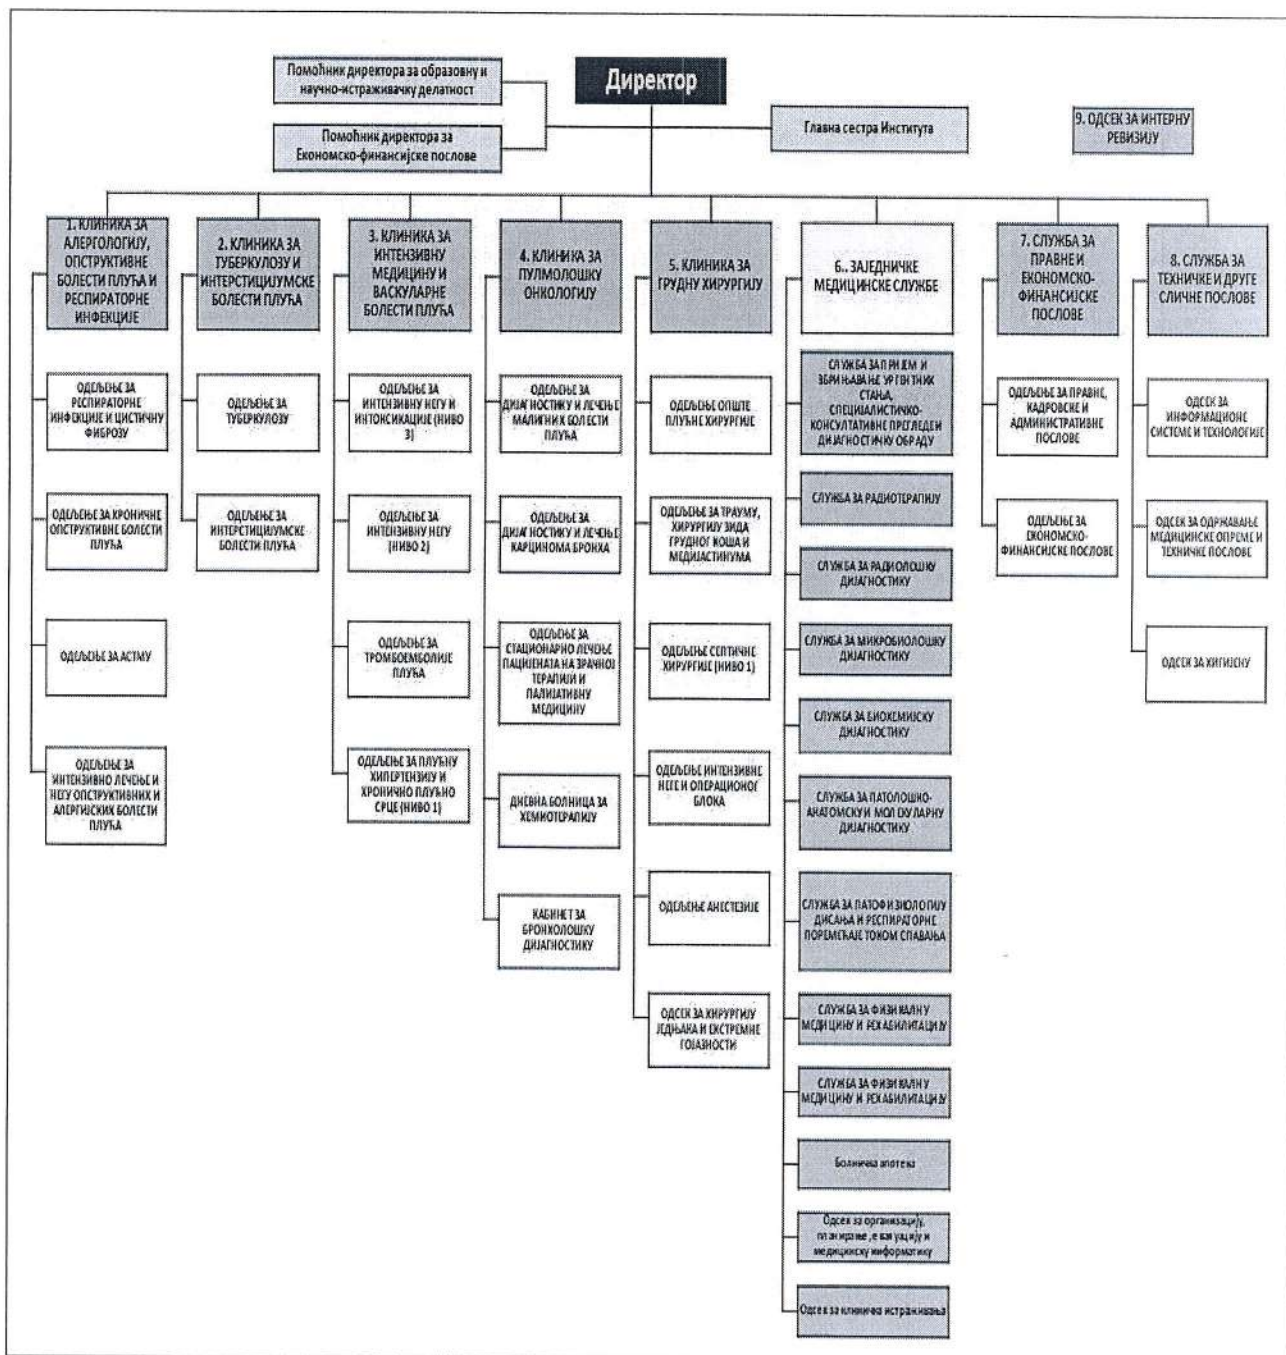 Помоћник директора за образовну и
научно-истраживачку делатност
Директор
Помоћник директора за
Економско-финансијске послове
Главна сестра Института
9. ОДСЕК ЗА ИНТЕРНУ
РЕВИЗИЈУ
1. КЛИНИКА ЗА
АЛЕРГОЛОГИЈУ,
ОПСТРУКТИВНЕ
БОЛЕСТИ ПЛУЋА И
РЕСПИРАТОРНЕ
ИНФЕКЦИЈЕ
ОДЕЉЕЊЕ ЗА
РЕСПИРАТОРНЕ
ИНФЕКЦИЈЕ И ЦИСТИЧНУ
ФИБРОЗУ
ОДЕЉЕЊЕ ЗА ХРОНИЧНЕ
ОПСТРУКТИВНЕ БОЛЕСТИ
ПЛУЋА
ОДЕЉЕЊЕ ЗА АСТМУ
ОДЕЉЕЊЕ ЗА
ИНТЕНЗИВНО ЛЕЧЕЊЕ И
НЕГУ ОПСТРУКТИВНИХ И
АЛЕРГИЈСКИХ БОЛЕСТИ
ПЛУЋА
2. КЛИНИКА ЗА
ТУБЕРКУЛОЗУ И
ИНТЕРСТИЦИЈУМСКЕ
БОЛЕСТИ ПЛУЋА
ОДЕЉЕЊЕ ЗА
ТУБЕРКУЛОЗУ
ОДЕЉЕЊЕ ЗА
ИНТЕРСТИЦИЈУМСКЕ
БОЛЕСТИ ПЛУЋА
3. КЛИНИКА ЗА
ИНТЕНЗИВНУ
МЕДИЦИНУ И
ВАСКУЛАРНЕ
БОЛЕСТИ ПЛУЋА
ОДЕЉЕЊЕ ЗА
ИНТЕНЗИВНУ НЕГУ И
ИНТОКСИКАЦИЈЕ (НИВО
3)
ОДЕЉЕЊЕ ЗА
ИНТЕНЗИВНУ НЕГУ
(НИВО 2)
ОДЕЉЕЊЕ ЗА
ТРОМБОЕМБОЛИЈЕ
ПЛУЋА
ОДЕЉЕЊЕ ЗА ПЛУЋНУ
ХИПЕРТЕНЗИЈУ И
ХРОНИЧНО ПЛУЋНО
СРЦЕ (НИВО 1)
4. КЛИНИКА ЗА
ПУЛМОЛОШКУ
ОНКОЛОГИЈУ
ОДЕЉЕЊЕ ЗА
ДИЈАГНОСТИКУ И ЛЕЧЕЊЕ
МАЛИГНИХ БОЛЕСТИ
ПЛУЋА
ОДЕЉЕЊЕ ЗА
ДИЈАГНОСТИКУ И ЛЕЧЕЊЕ
КАРЦИНОМА БРОНХА
ОДЕЉЕЊЕ ЗА
СТАЦИОНАРНО ЛЕЧЕЊЕ
ПАЦИЈЕНАТА НА ЗРАЧНОЈ
ТЕРАПИЈИ И
ПАЛИЈАТИВНУ
МЕДИЦИНУ
ДНЕВНА БОЛНИЦА ЗА
ХЕМИОТЕРАПИЈУ
КАБИНЕТ ЗА
БРОНХОЛОШКУ
ДИЈАГНОСТИКУ
5. КЛИНИКА ЗА
ГРУДНУ ХИРУРГИЈУ
ОДЕЉЕЊЕ ОПШТЕ
ПЛУЋНЕ ХИРУРГИЈЕ
ОДЕЉЕЊЕ ЗА ТРАУМУ,
ХИРУРГИЈУ ЗИДА
ГРУДНОГ КОША И
МЕДИЈАСТИНУМА
ОДЕЉЕЊЕ СЕПТИЧНЕ
ХИРУРГИЈЕ (НИВО 1)
ОДЕЉЕЊЕ ИНТЕНЗИВНЕ
НЕГЕ И ОПЕРАЦИОНОГ
БЛОКА
ОДЕЉЕЊЕ АНЕСТЕЗИЈЕ
ОДСЕК ЗА ХИРУРГИЈУ
ЈЕДЊАКА И ЕКСТРЕМНЕ
ГОЈАЗНОСТИ
6.. ЗАЈЕДНИЧКЕ
МЕДИЦИНСКЕ СЛУЖБЕ
СЛУЖБА ЗА ПРИЈЕМ И
ЗБРИЊАВАЊЕ УРГЕНТНИХ
СТАЊА,
СПЕЦИЈАЛИСТИЧКО-
КОНСУЛТАТИВНЕ ПРЕГЛЕДЕ И
ДИЈАГНОСТИЧКУ ОБРАДУ
СЛУЖБА ЗА РАДИОТЕРАПИЈУ
СЛУЖБА ЗА РАДИОЛОШКУ
ДИЈАГНОСТИКУ
СЛУЖБА ЗА МИКРОБИОЛОШКУ
ДИЈАГНОСТИКУ
СЛУЖБА ЗА БИОХЕМИЈСКУ
ДИЈАГНОСТИКУ
СЛУЖБА ЗА ПАТОЛОШКО-
АНАТОМСКУ И МОЛЕКУЛАРНУ
ДИЈАГНОСТИКУ
СЛУЖБА ЗА ПАТОФИЗИОЛОГИЈУ
ДИСАЊА И РЕСПИРАТОРНЕ
ПОРЕМЕЋАЈЕ ТОКОМ СПАВАЊА
СЛУЖБА ЗА ФИЗИКАЛНУ
МЕДИЦИНУ И РЕХАБИЛИТАЦИЈУ
СЛУЖБА ЗА ФИЗИКАЛНУ
МЕДИЦИНУ И РЕХАБИЛИТАЦИЈУ
Болничка апотека
Одсек за организацију,
планирање, евалуацију и
медицинску информатику
Одсек за клиничка истраживања
7. СЛУЖБА ЗА
ПРАВНЕ И
ЕКОНОМСКО-
ФИНАНСИЈСКЕ
ПОСЛОВЕ
ОДЕЉЕЊЕ ЗА ПРАВНЕ,
КАДРОВСКЕ И
АДМИНИСТРАТИВНЕ
ПОСЛОВЕ
ОДЕЉЕЊЕ ЗА
ЕКОНОМСКО-
ФИНАНСИЈСКЕ ПОСЛОВЕ
8. СЛУЖБА ЗА
ТЕХНИЧКЕ И ДРУГЕ
СЛИЧНЕ ПОСЛОВЕ
ОДСЕК ЗА
ИНФОРМАЦИОНЕ
СИСТЕМЕ И ТЕХНОЛОГИЈЕ
ОДСЕК ЗА ОДРЖАВАЊЕ
МЕДИЦИНСКЕ ОПРЕМЕ И
ТЕХНИЧКЕ ПОСЛОВЕ
ОДСЕК ЗА ХИГИЈЕНУ